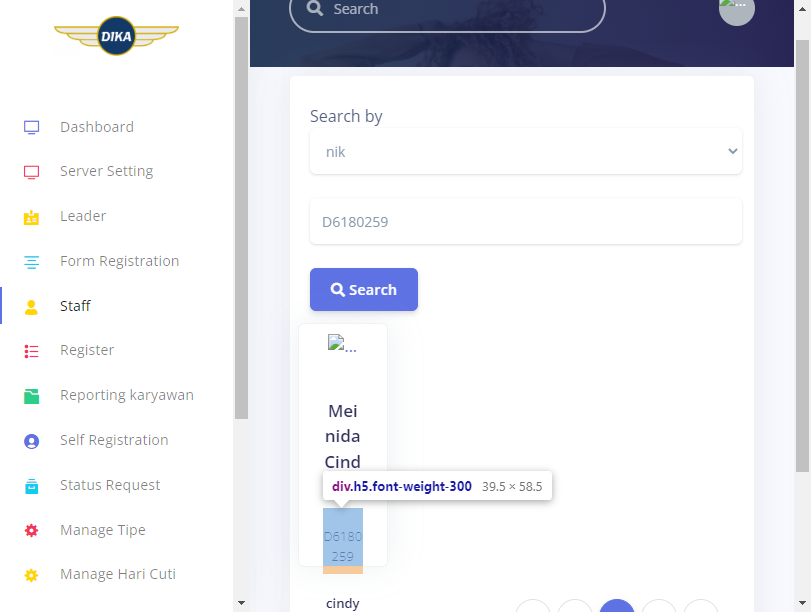 DIKA
Dashboard
Server Setting
Leader
Form Registration
Staff
Register
Reporting karyawan
Self Registration
Status Request
Manage Tipe
Manage Hari Cuti
Search
...
Search by
nik
D6180259
Search
...
Mei
nida
Cind
div.h5.font-weight-300 39.5 × 58.5
D6180
259
cindy